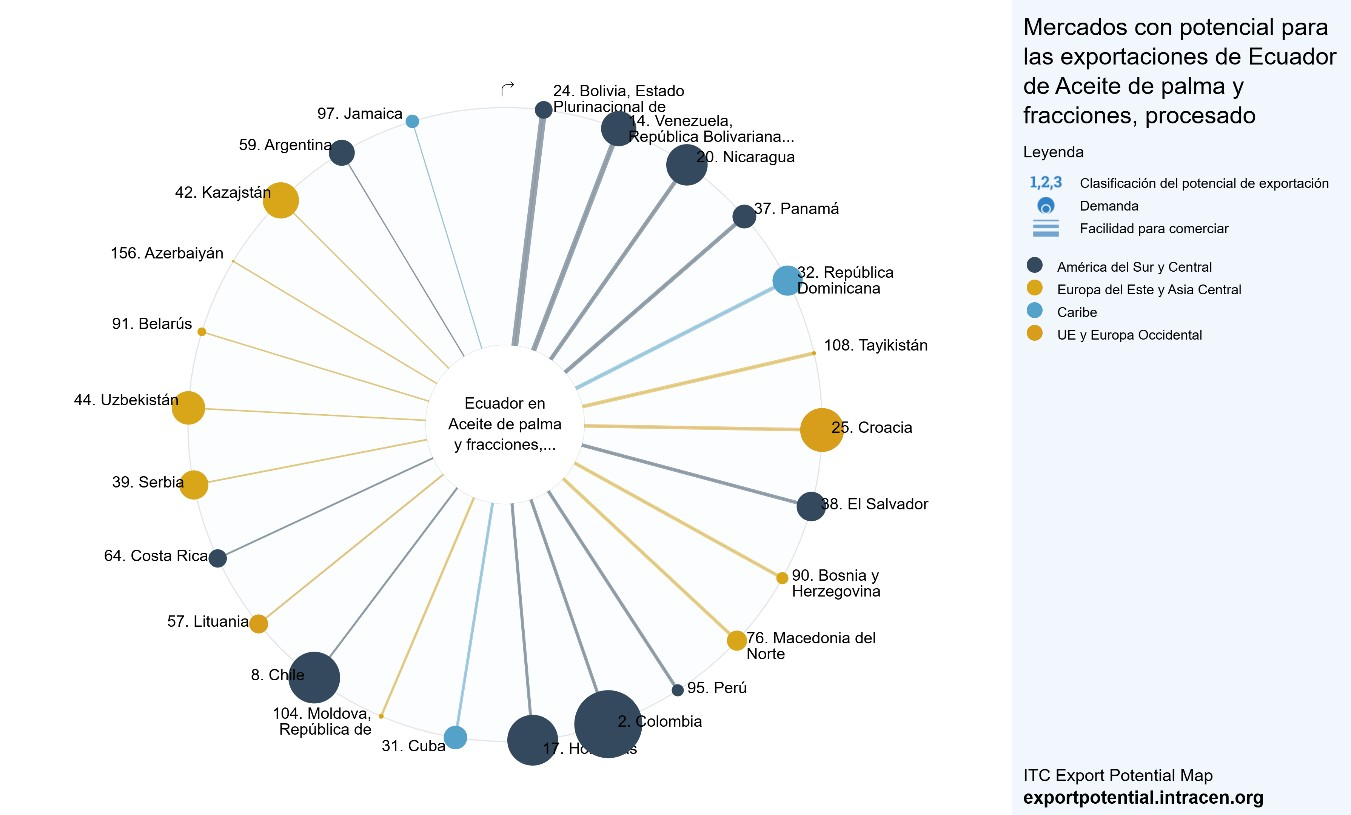 Mercados con potencial para
las exportaciones de Ecuador
de Aceite de palma y
fracciones, procesado
Leyenda
1,2,3 Clasificación del potencial de exportación
Demanda
Facilidad para comerciar
América del Sur y Central
Europa del Este y Asia Central
Caribe
UE y Europa Occidental
24. Bolivia, Estado
Plurinacional de
14. Venezuela,
República Bolivariana...
20. Nicaragua
37. Panamá
32. República
Dominicana
108. Tayikistán
25. Croacia
38. El Salvador
90. Bosnia y
Herzegovina
76. Macedonia del
Norte
95. Perú
2. Colombia
17.
31. Cuba
104. Moldova,
República de
8. Chile
57. Lituania
64. Costa Rica
39. Serbia
44. Uzbekistán
91. Belarús
156. Azerbaiyán
42. Kazajstán
59. Argentina
97. Jamaica
Ecuador en
Aceite de palma
y fracciones,...
ITC Export Potential Map
exportpotential.intracen.org